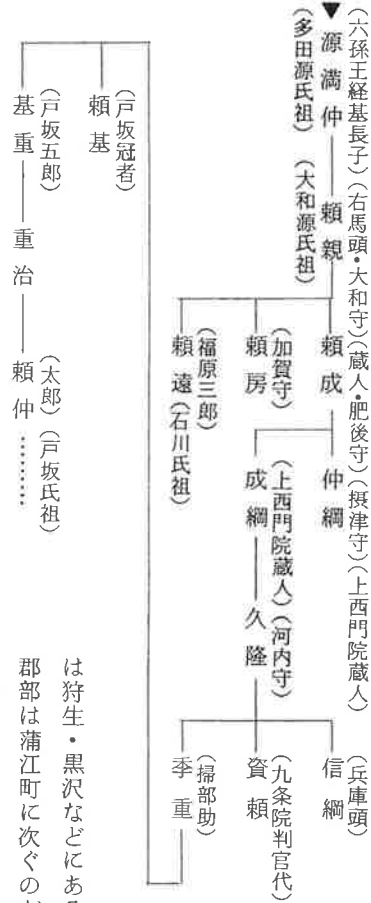 (六孫王経基長子)(右馬頭・大和守)(蔵人・肥後守)(摂津守)(上西門院蔵人)
▼源満仲
(多田源氏祖)
頼親
(大和源氏祖)
頼成
仲綱
(加賀守)
頼房
(福原三郎)
頼遠
(石川氏祖)
(上西門院蔵人)(河内守)
成綱
久隆
(兵庫頭)
信綱
(九条院判官代)
資頼
(掃部助)
季重
(戸坂冠者)
頼基
(戸坂五郎)
基重
重治
(太郎)(戸坂氏祖)
頼仲………
は狩生・黒沢などにある
郡部は蒲江町に次ぐの